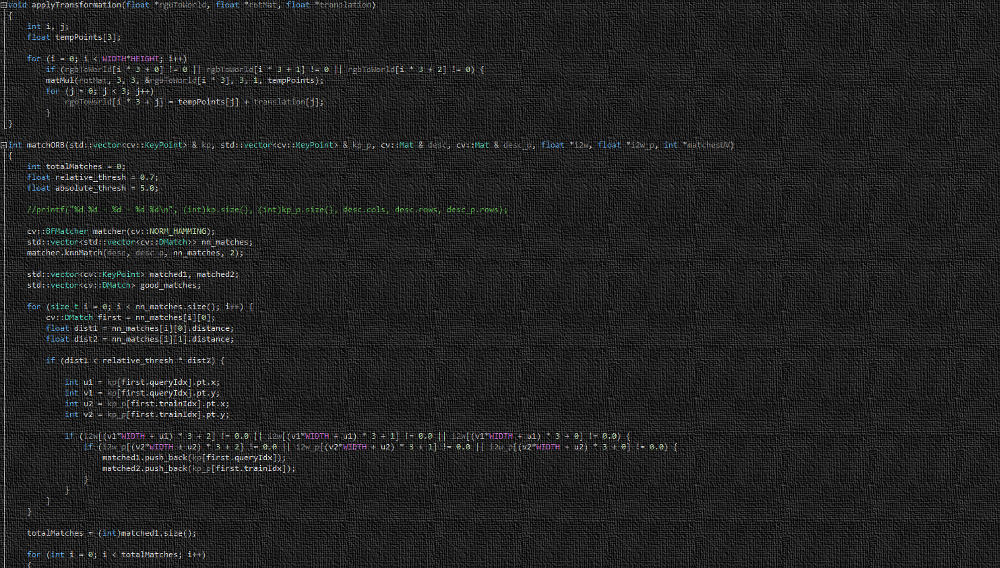 void applyTransformation(float *rgbToWorld, float *rotMat, float *translation)
{
int i, j;
float tempPoints[3];
for (i = 0; i < WIDTH*HEIGHT; i++)
if (rgbToWorld[i * 3 + 0] != 0 || rgbToWorld[i * 3 + 1] != 0 || rgbToWorld[i * 3 + 2] != 0) {
matMul(rotMat, 3, 3, &rgbToWorld[i * 3], 3, 1, tempPoints);
for (j = 0; j < 3; j++)
rgbToWorld[i * 3 + j] = tempPoints[j] + translation[j];
}
}
int matchORB(std::vector<cv::KeyPoint> & kp, std::vector<cv::KeyPoint> & kp_p, cv::Mat & desc, cv::Mat & desc_p, float *i2w, float *i2w_p, int *matchesUV)
{
int totalMatches = 0;
float relative_thresh = 0.7;
float absolute_thresh = 5.0;
//printf("%d %d - %d - %d %d\n", (int)kp.size(), (int)kp_p.size(), desc.cols, desc.rows, desc_p.rows);
cv::BFMatcher matcher(cv::NORM_HAMMING);
std::vector<std::vector<cv::DMatch>> nn_matches;
matcher.knnMatch(desc, desc_p, nn_matches, 2);
std::vector<cv::KeyPoint> matched1, matched2;
std::vector<cv::DMatch> good_matches;
for (size_t i = 0; i < nn_matches.size(); i++) {
cv::DMatch first = nn_matches[i][0];
float dist1 = nn_matches[i][0].distance;
float dist2 = nn_matches[i][1].distance;
if (dist1 < relative_thresh * dist2) {
int u1 = kp[first.queryIdx].pt.x;
int v1 = kp[first.queryIdx].pt.y;
int u2 = kp_p[first.trainIdx].pt.x;
int v2 = kp_p[first.trainIdx].pt.y;
if (i2w[(v1*WIDTH + u1) * 3 + 2] != 0.0 || i2w[(v1*WIDTH + u1) * 3 + 1] != 0.0 || i2w[(v1*WIDTH + u1) * 3 + 0] != 0.0) {
if (i2w_p[(v2*WIDTH + u2) * 3 + 2] != 0.0 || i2w_p[(v2*WIDTH + u2) * 3 + 1] != 0.0 || i2w_p[(v2*WIDTH + u2) * 3 + 0] != 0.0) {
matched1.push_back(kp[first.queryIdx]);
matched2.push_back(kp_p[first.trainIdx]);
}
}
}
}
totalMatches = (int)matched1.size();
for (int i = 0; i < totalMatches; i++)
{